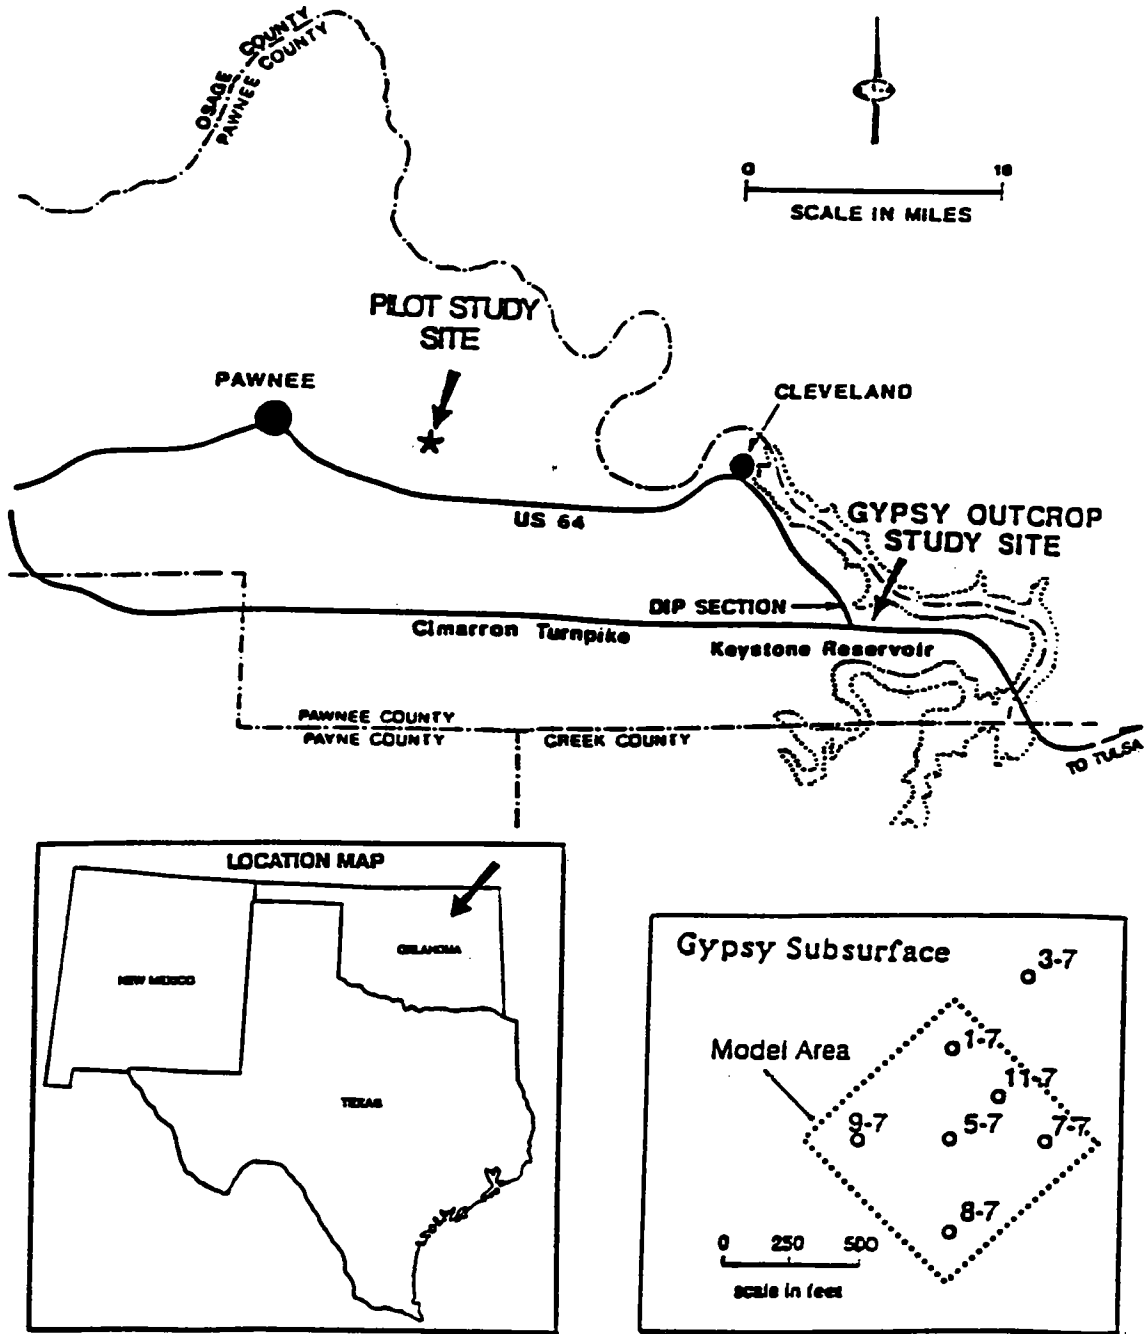 OSAGE COUNTY
PAWNEE COUNTY
0
SCALE IN MILES
PILOT STUDY
SITE
PAWNEE
CLEVELAND
US 64
GYPSY OUTCROP
STUDY SITE
DIP SECTION
Cimarron Turnpike
Keystone Reservoir
PAWNEE COUNTY
PAYNE COUNTY
CREEK COUNTY
TO TULSA
LOCATION MAP
OKLAHOMA
NEW MEXICO
TEXAS
Gypsy Subsurface
3-7
Model Area
1-7
11-7
9-7
5-7
7-7
8-7
0 250 500
scale in feet